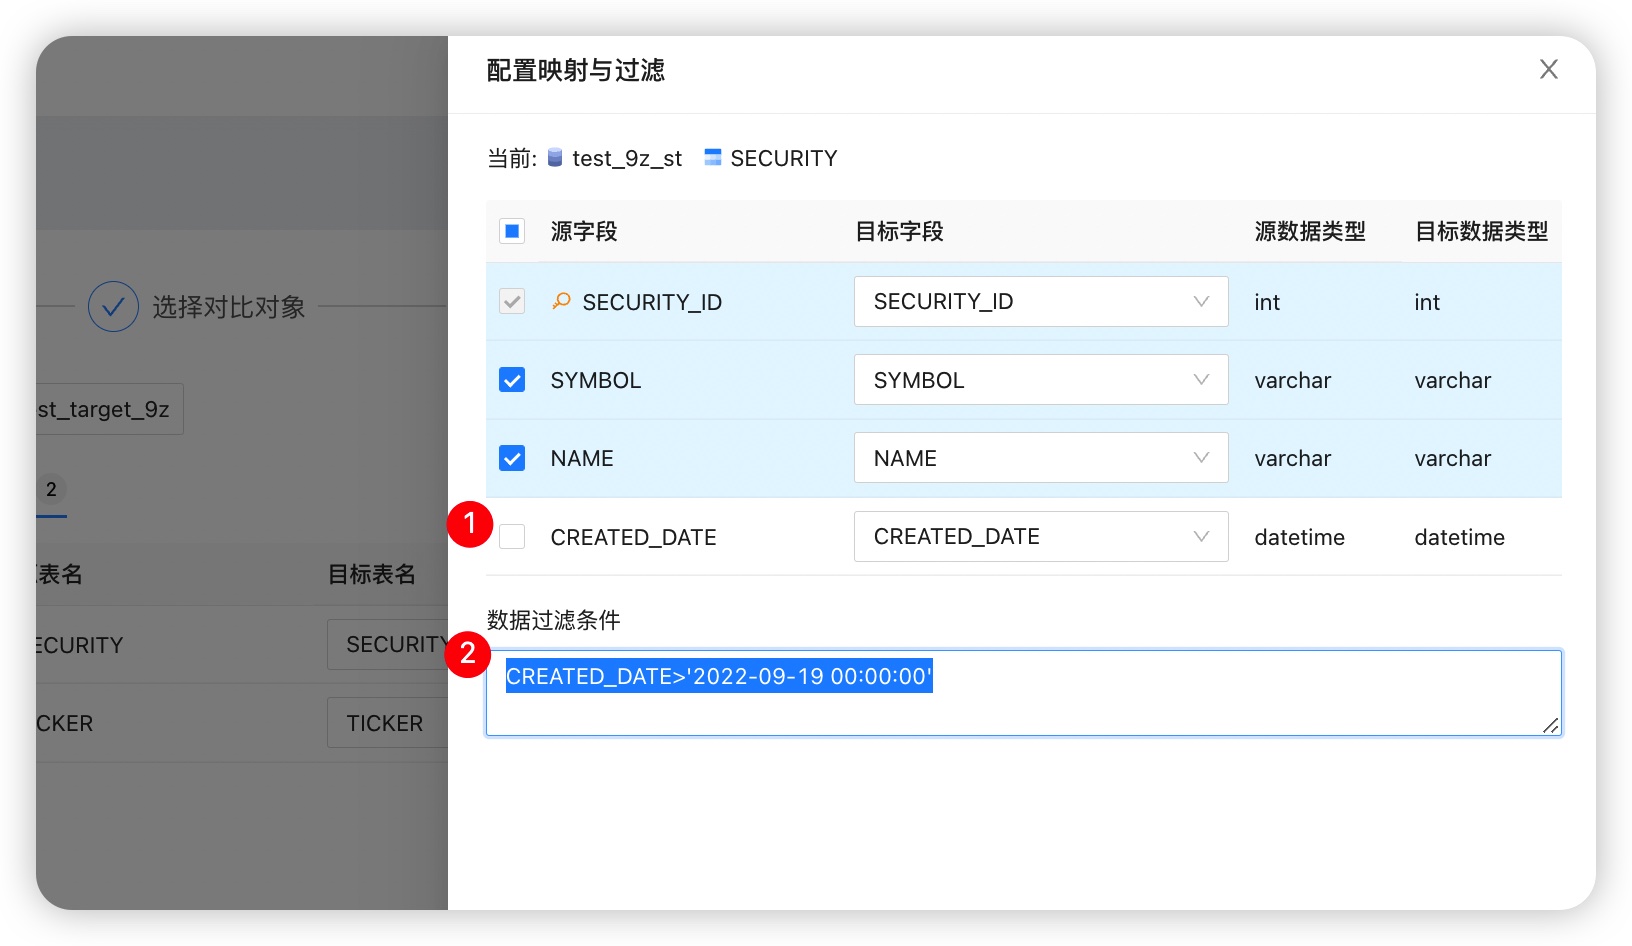 配置映射与过滤
当前: test_9z_st SECURITY
源字段 目标字段 源数据类型 目标数据类型
SECURITY_ID SECURITY_ID int int
SYMBOL SYMBOL varchar varchar
NAME NAME varchar varchar
1 CREATED_DATE CREATED_DATE datetime datetime
数据过滤条件
2 CREATED_DATE>'2022-09-19 00:00:00'
选择对比对象
st_target_9z
2
表名 目标表名
ECURITY SECURITY
CKER TICKER